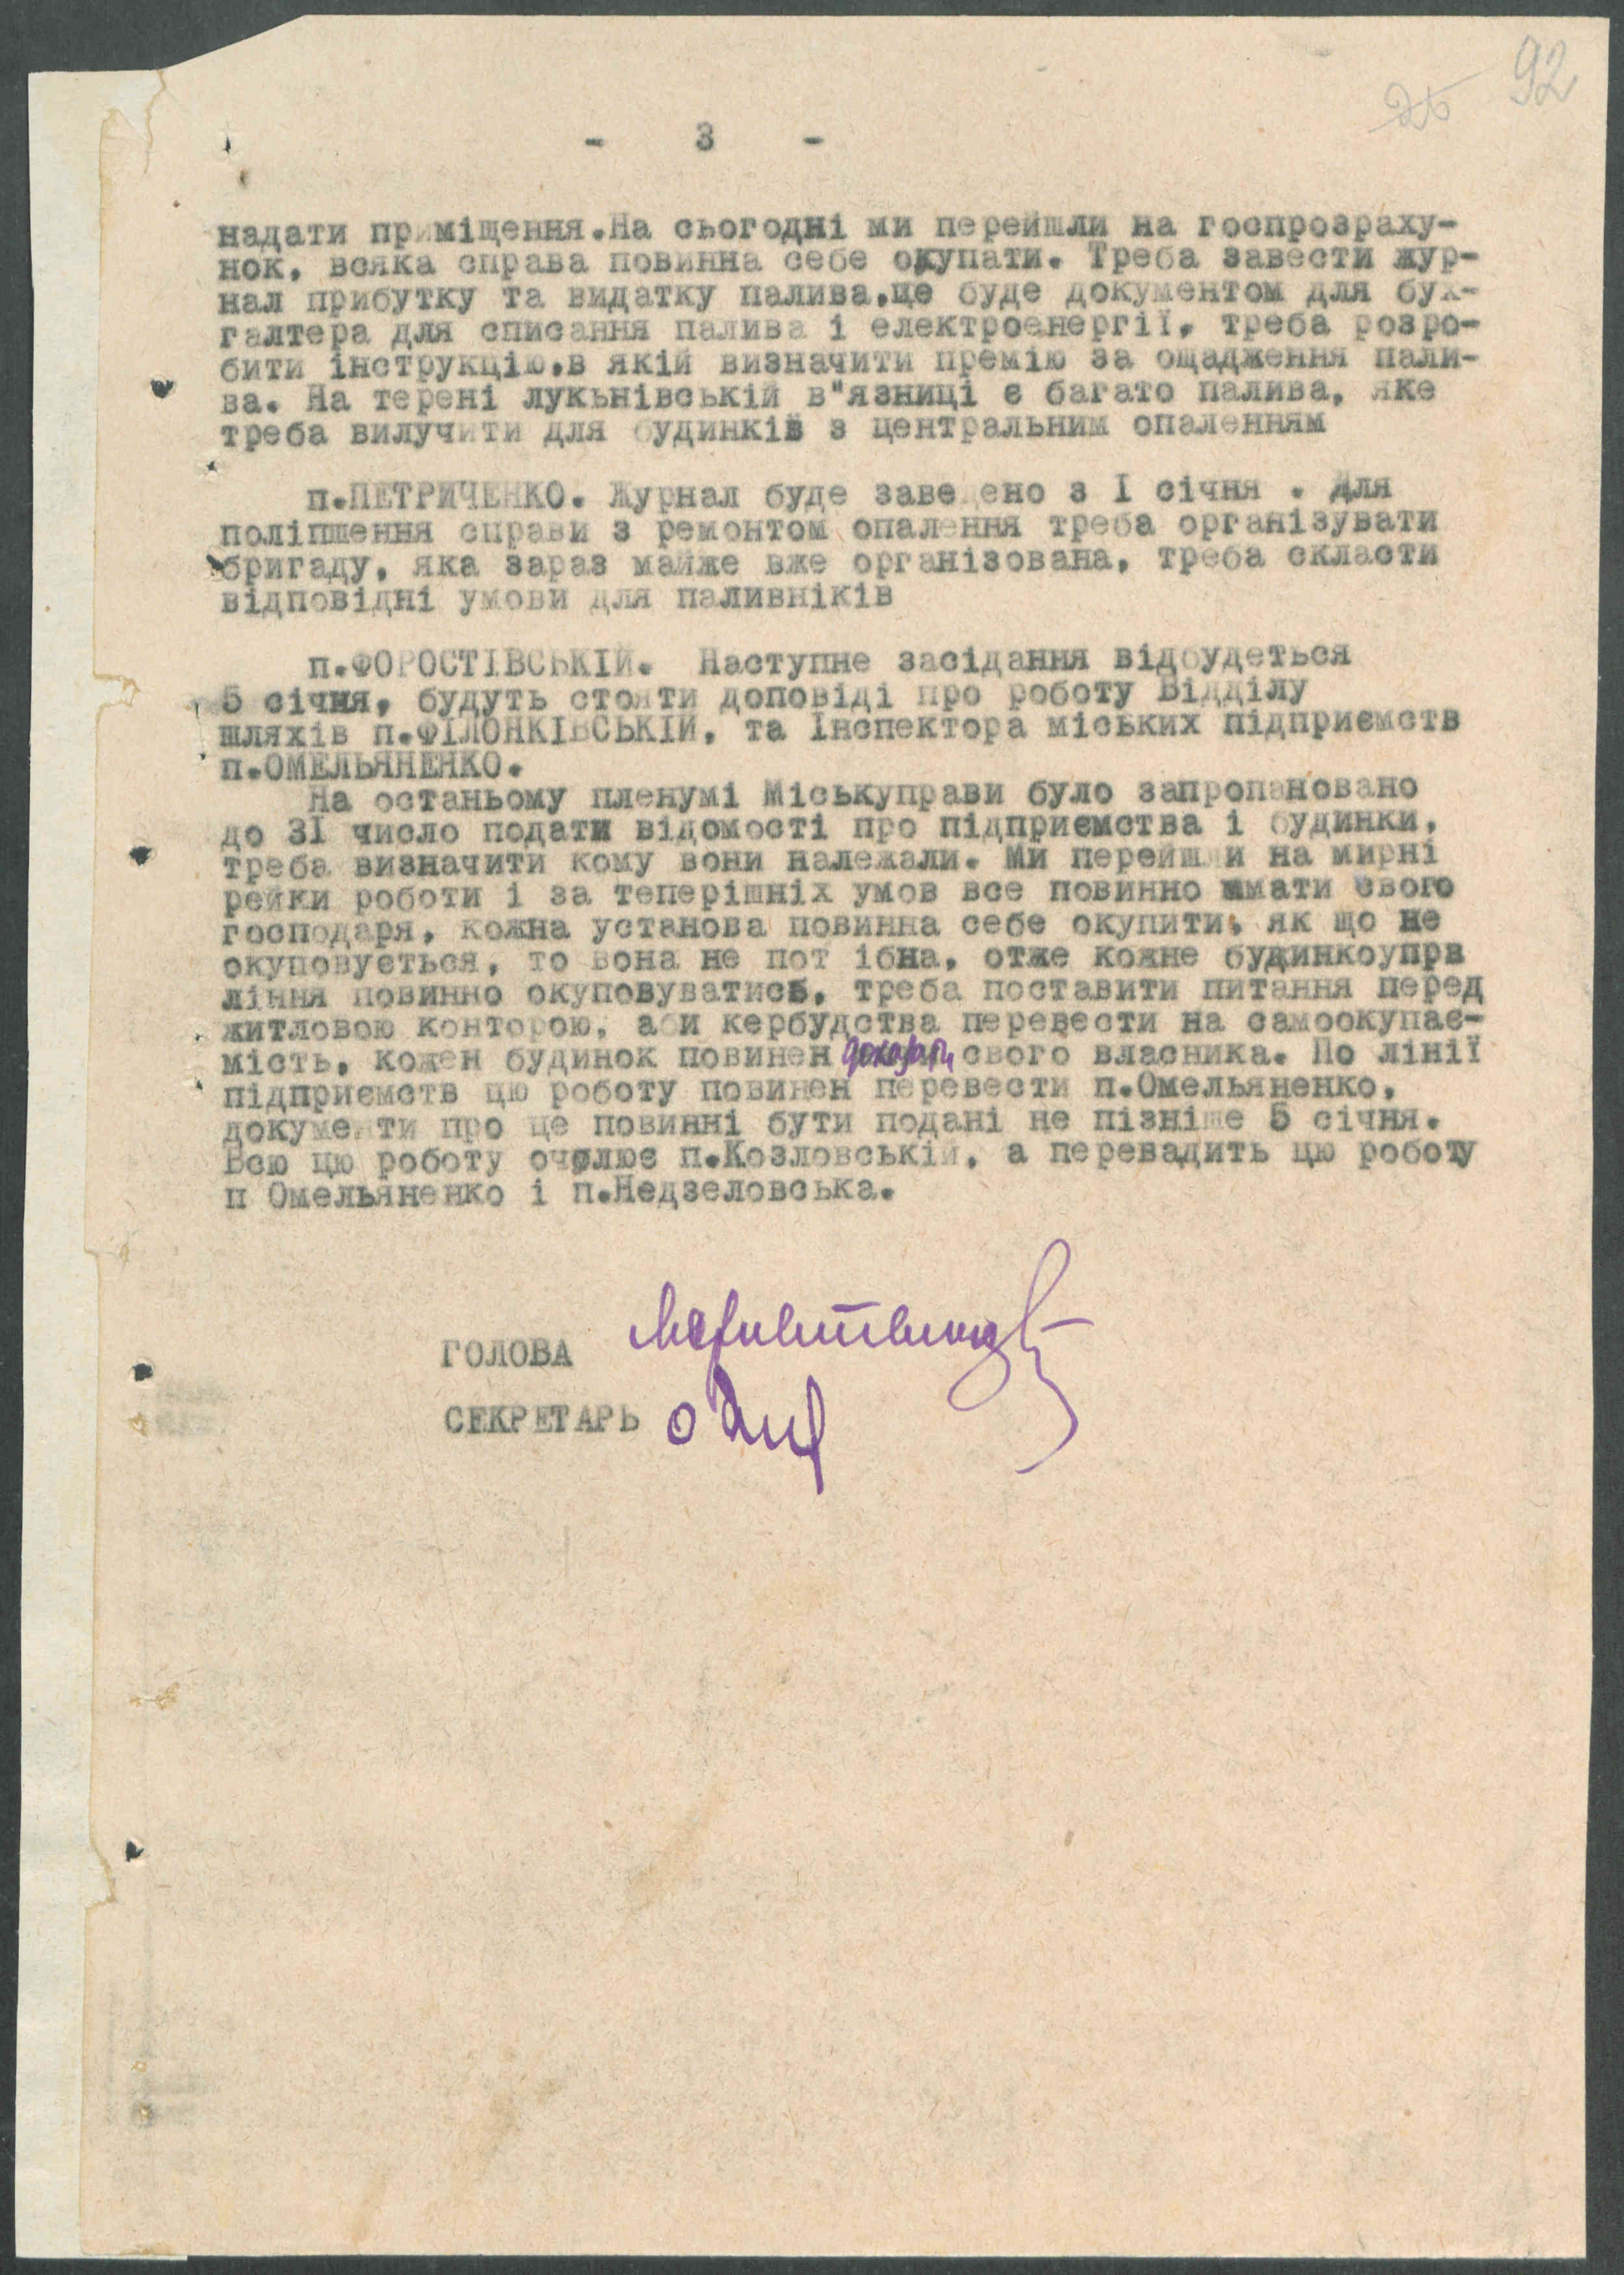 92
26
- 3 -
надати приміщення.На сьогодні ми перейшли на госпрозраху-
нок, всяка справа повинна себе окупати. Треба завести жур-
нал прибутку та видатку палива,це буде документом для бух-
галтера для списання палива і електроенергії, треба розро-
бити інструкцію,в якій визначити премію за ощадження пали-
ва. На терені лукьнівській в"язниці є багато палива, яке
треба вилучити для будинків з центральним опаленням
п.ПЕТРИЧЕНКО. Журнал буде заведено з І січня . Для
поліпшення справи з ремонтом опалення треба організувати
бригаду, яка зараз майже вже організована, треба скласти
відповідні умови для паливніків
п.ФОРОСТІВСЬКІЙ. Наступне засідання відбудеться
5 січня, будуть стояти доповіді про роботу Відділу
шляхів п.ФІЛОНКІВСЬКІЙ, та Інспектора міських підприємств
п.ОМЕЛЬЯНЕНКО.
На останьому пленумі Міськуправи було запропановано
до ЗІ число подати відомості про підприємства і будинки,
треба визначити кому вони належали. Ми перейшли на мирні
рейки роботи і за теперішніх умов все повинно ммати свого
господаря, кожна установа повинна себе окупити, як що не
окуповується, то вона не пот ібна, отже кожне будинкоупра
ління повинно окуповуватись, треба поставити питання перед
житловою конторою, аби кербудства перевести на самоокупає-
мість, кожен будинок повинен доказати свого власника. По лінії
підприємств цю роботу повинен перевести п.Омельяненко,
документи про це повинні бути подані не пізніше 5 січня.
Всю цю роботу очолює п.Козловській, а перевадить цю роботу
п Омельяненко і п.Недзеловська.
ГОЛОВА
СЕКРЕТАРЬ